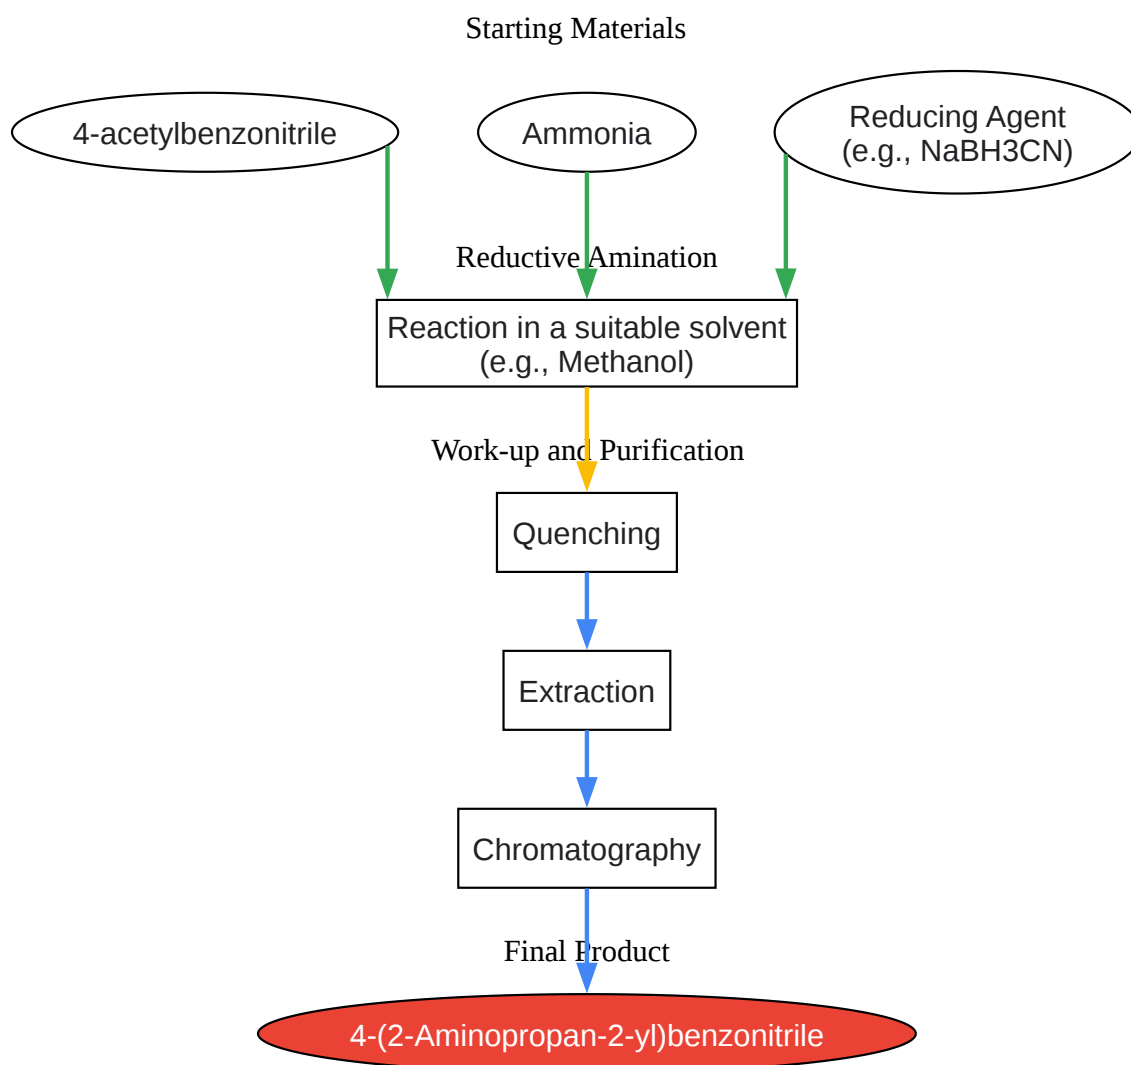 Starting Materials
4-acetylbenzonitrile
Ammonia
Reducing Agent
(e.g., NaBH3CN)
Reductive Amination
Reaction in a suitable solvent
(e.g., Methanol)
Work-up and Purification
Quenching
Extraction
Chromatography
Final Product
4-(2-Aminopropan-2-yl)benzonitrile